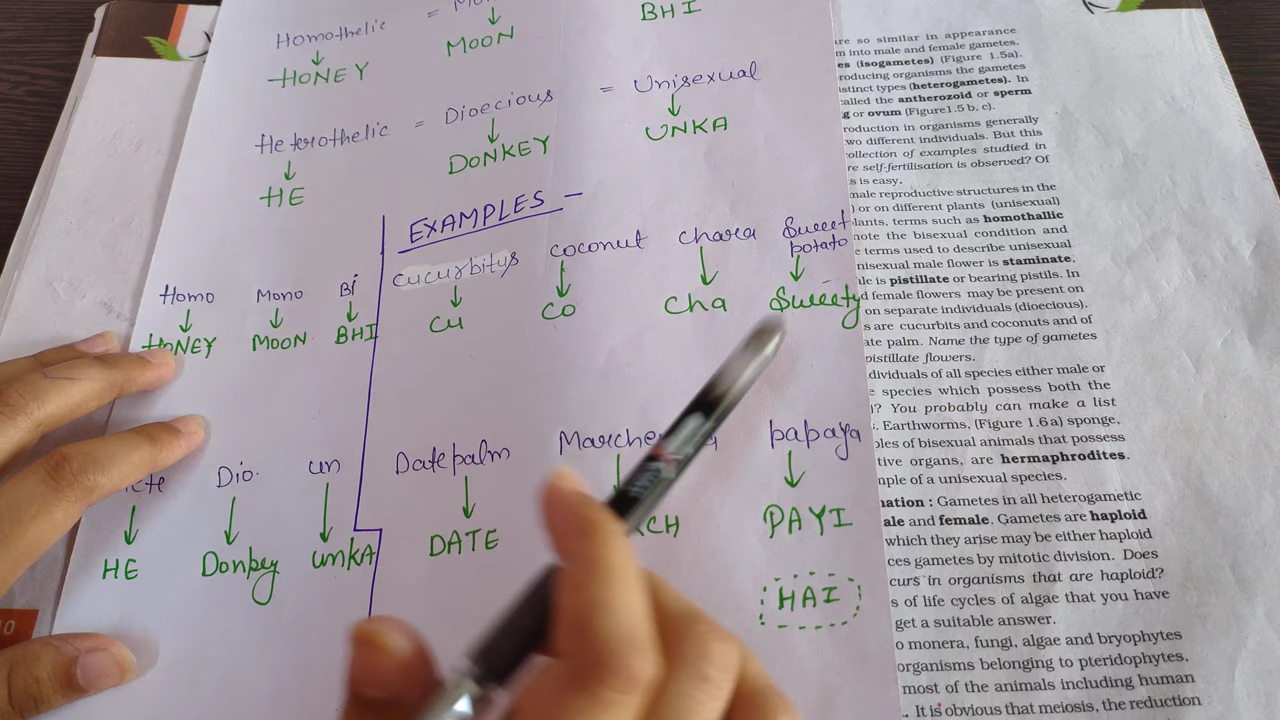 Homothelic =
BHI
MOON
HONEY
Heterothelic = Dioecious = Unisexual
HE DONKEY UNKA
EXAMPLES -
cucurbitus coconut chara Sweet
potato
Cu Co Cha Sweety
Homo Mono Bi
HONEY MOON BHI
Dio. un
HE Donkey unkA
Datepalm papaya
DATE PAYI
HAI
re so similar in appearance
m into male and female gametes.
es (isogametes) (Figure 1.5a).
roducing organisms the gametes
istinct types (heterogametes). In
alled the antherozoid or sperm
g or ovum (Figure1.5 b, c).
roduction in organisms generally
wo different individuals. But this
ollection of examples studied in
re self-fertilisation is observed? Of
s is easy.
male reproductive structures in the
) or on different plants (unisexual)
lants, terms such as homothallic
note the bisexual condition and
e terms used to describe unisexual
nisexual male flower is staminate,
ale is pistillate or bearing pistils. In
d female flowers may be present on
on separate individuals (dioecious).
s are cucurbits and coconuts and of
ate palm. Name the type of gametes
pistillate flowers.
dividuals of all species either male or
e species which possess both the
)? You probably can make a list
. Earthworms, (Figure 1.6 a) sponge,
ples of bisexual animals that possess
tive organs, are hermaphrodites.
mple of a unisexual species.
nation : Gametes in all heterogametic
ale and female. Gametes are haploid
which they arise may be either haploid
ces gametes by mitotic division. Does
curs in organisms that are haploid?
s of life cycles of algae that you have
get a suitable answer.
o monera, fungi, algae and bryophytes
organisms belonging to pteridophytes,
most of the animals including human
. It is obvious that meiosis, the reduction